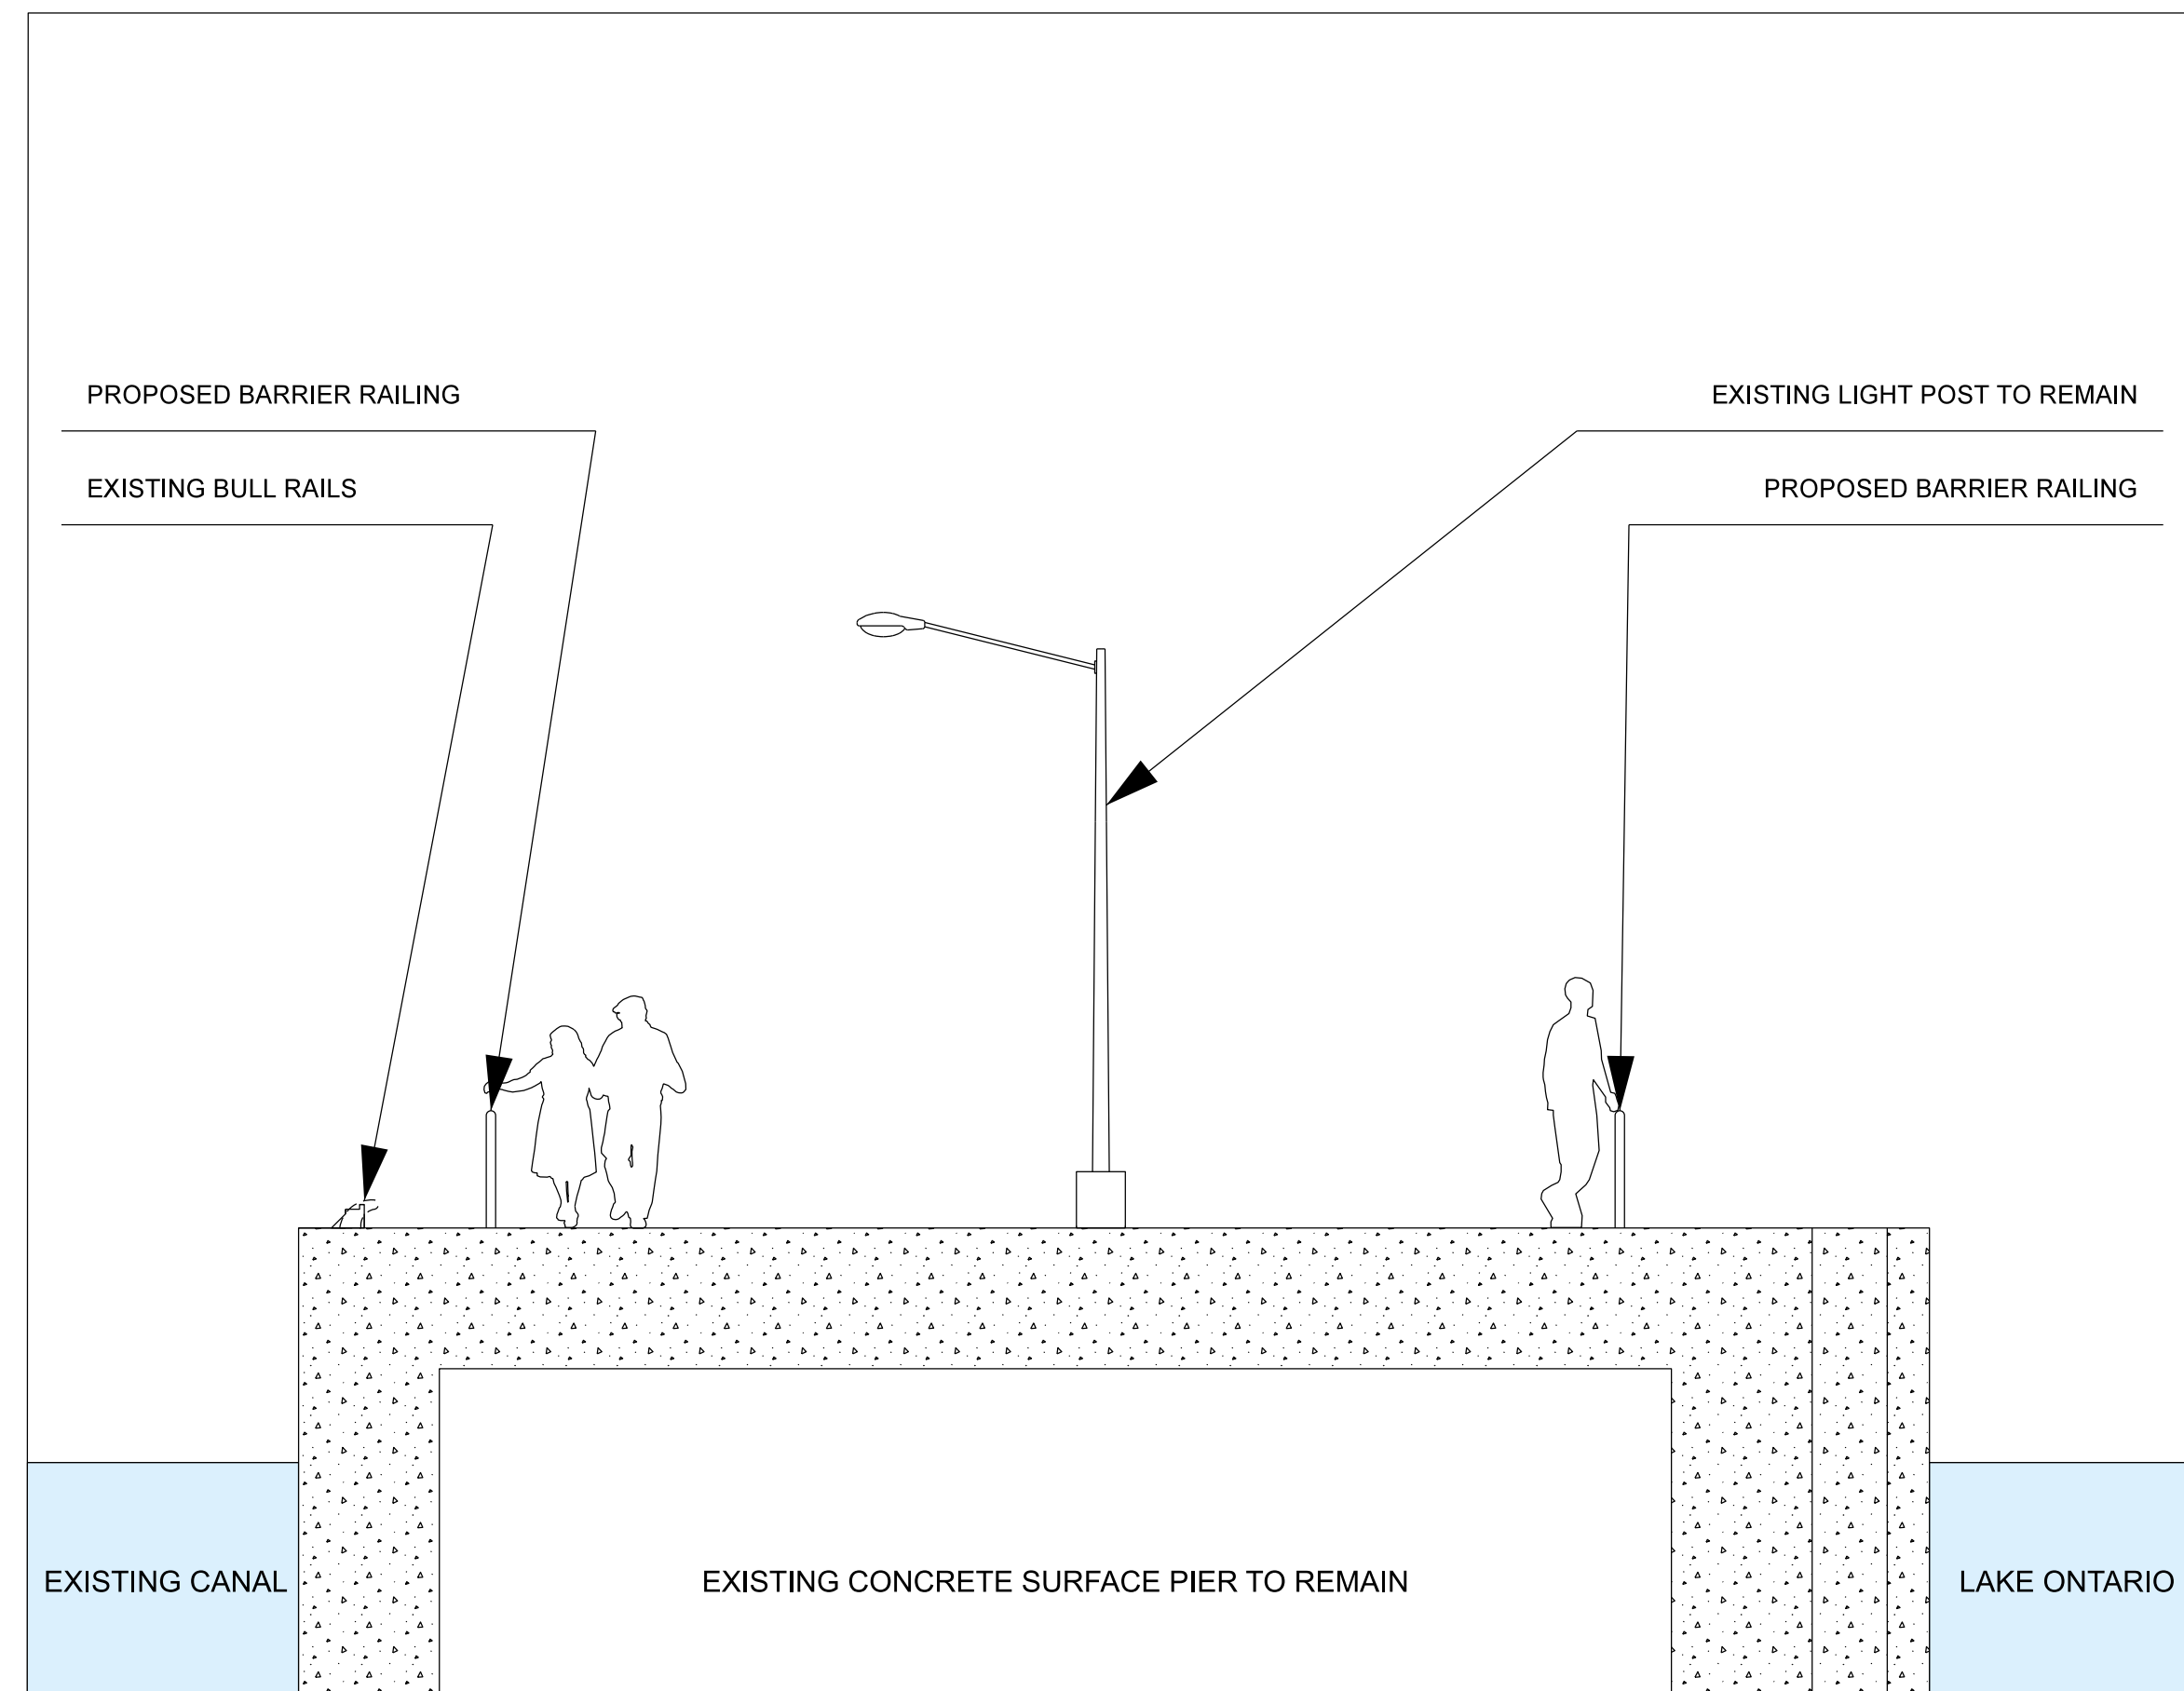 PROPOSED BARRIER RAILING
EXISTING LIGHT POST TO REMAIN
EXISTING BULL RAILS
PROPOSED BARRIER RAILING
EXISTING CANAL
EXISTING CONCRETE SURFACE PIER TO REMAIN
LAKE ONTARIO